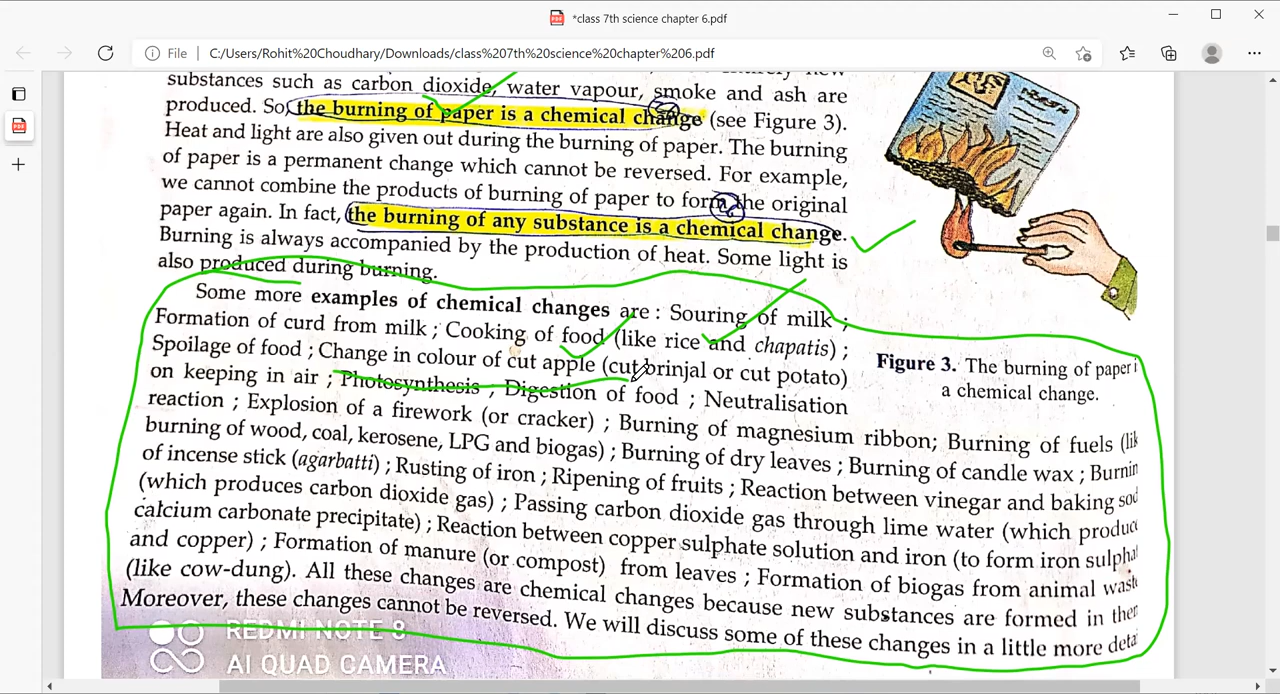 *class 7th science chapter 6.pdf
File C:/Users/Rohit%20Choudhary/Downloads/class%207th%20science%20chapter%206.pdf
substances such as carbon dioxide, water vapour, smoke and ash are
produced. So, the burning of paper is a chemical change (see Figure 3).
Heat and light are also given out during the burning of paper. The burning
of paper is a permanent change which cannot be reversed. For example,
we cannot combine the products of burning of paper to form the original
paper again. In fact, the burning of any substance is a chemical change.
Burning is always accompanied by the production of heat. Some light is
also produced during burning.
Some more examples of chemical changes are : Souring of milk ;
Formation of curd from milk ; Cooking of food (like rice and chapatis) ;
Spoilage of food ; Change in colour of cut apple (cut brinjal or cut potato)
on keeping in air ; Photosynthesis ; Digestion of food ; Neutralisation
reaction ; Explosion of a firework (or cracker) ; Burning of magnesium ribbon; Burning of fuels (lik
burning of wood, coal, kerosene, LPG and biogas) ; Burning of dry leaves ; Burning of candle wax ; Burnin
of incense stick (agarbatti) ; Rusting of iron ; Ripening of fruits ; Reaction between vinegar and baking sod
(which produces carbon dioxide gas) ; Passing carbon dioxide gas through lime water (which produc
calcium carbonate precipitate) ; Reaction between copper sulphate solution and iron (to form iron sulpha
and copper) ; Formation of manure (or compost) from leaves ; Formation of biogas from animal waste
(like cow-dung). All these changes are chemical changes because new substances are formed in them
Moreover, these changes cannot be reversed. We will discuss some of these changes in a little more deta
Figure 3. The burning of paper i
a chemical change.
REDMI NOTE 8
AI QUAD CAMERA